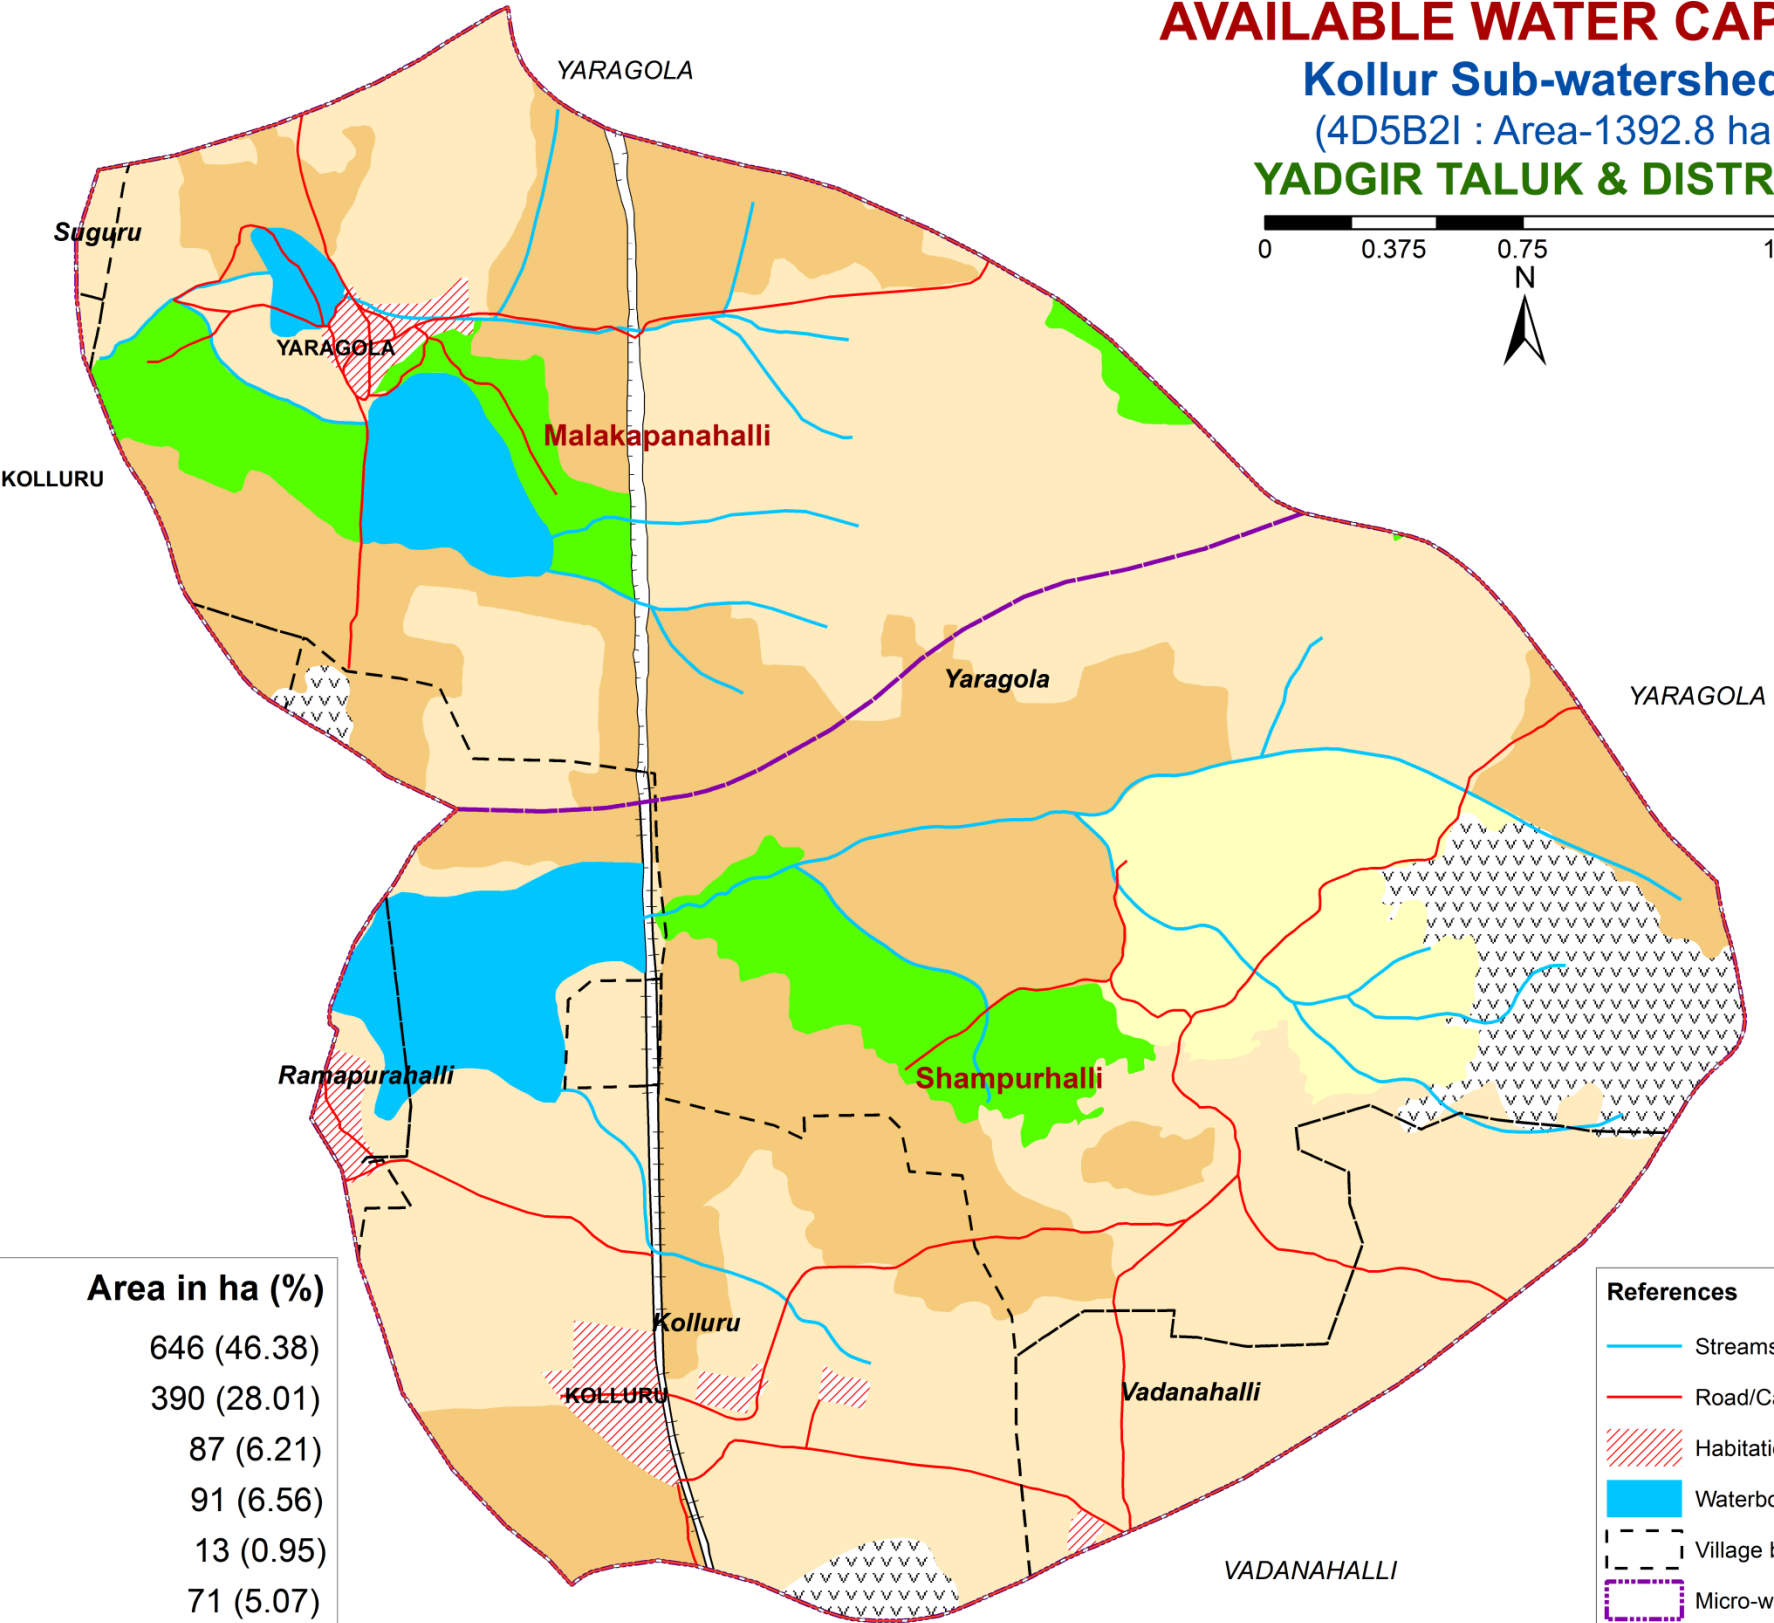 AVAILABLE WATER CAP
Kollur Sub-watershed
(4D5B2I : Area-1392.8 ha
YADGIR TALUK & DISTR
0 0.375 0.75 1
N
YARAGOLA
Suguru
YARAGOLA
Malakapanahalli
KOLLURU
Yaragola
YARAGOLA
Ramapurahalli
Shampurhalli
Kolluru
KOLLURU
Vadanahalli
VADANAHALLI
Area in ha (%)
646 (46.38)
390 (28.01)
87 (6.21)
91 (6.56)
13 (0.95)
71 (5.07)
References
Streams
Road/Ca
Habitati
Waterbo
Village b
Micro-w